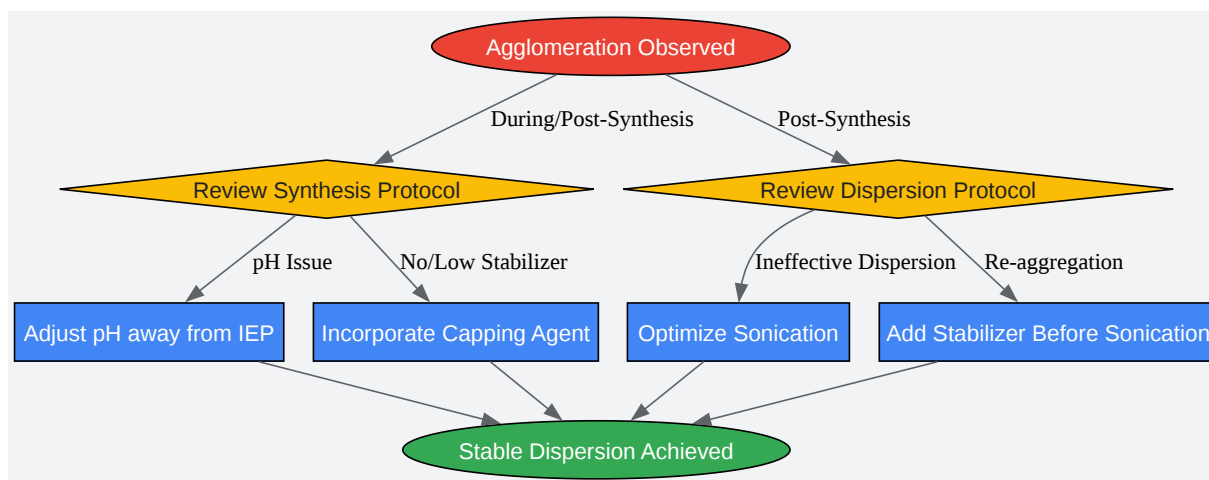 Agglomeration Observed
During/Post-Synthesis
Post-Synthesis
Review Synthesis Protocol
Review Dispersion Protocol
pH Issue
No/Low Stabilizer
Ineffective Dispersion
Re-aggregation
Adjust pH away from IEP
Incorporate Capping Agent
Optimize Sonication
Add Stabilizer Before Sonication
Stable Dispersion Achieved